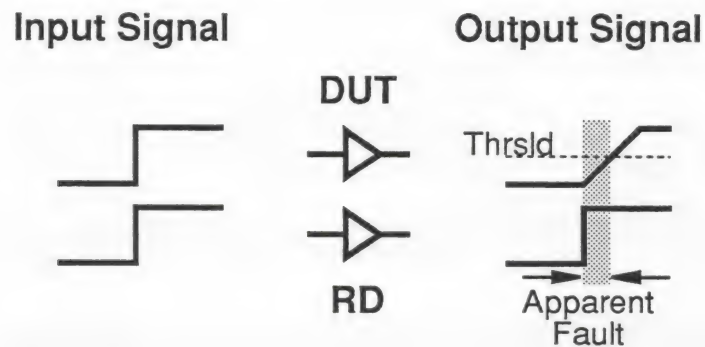 Input Signal
Output Signal
DUT
Thrsld
RD
Apparent
Fault